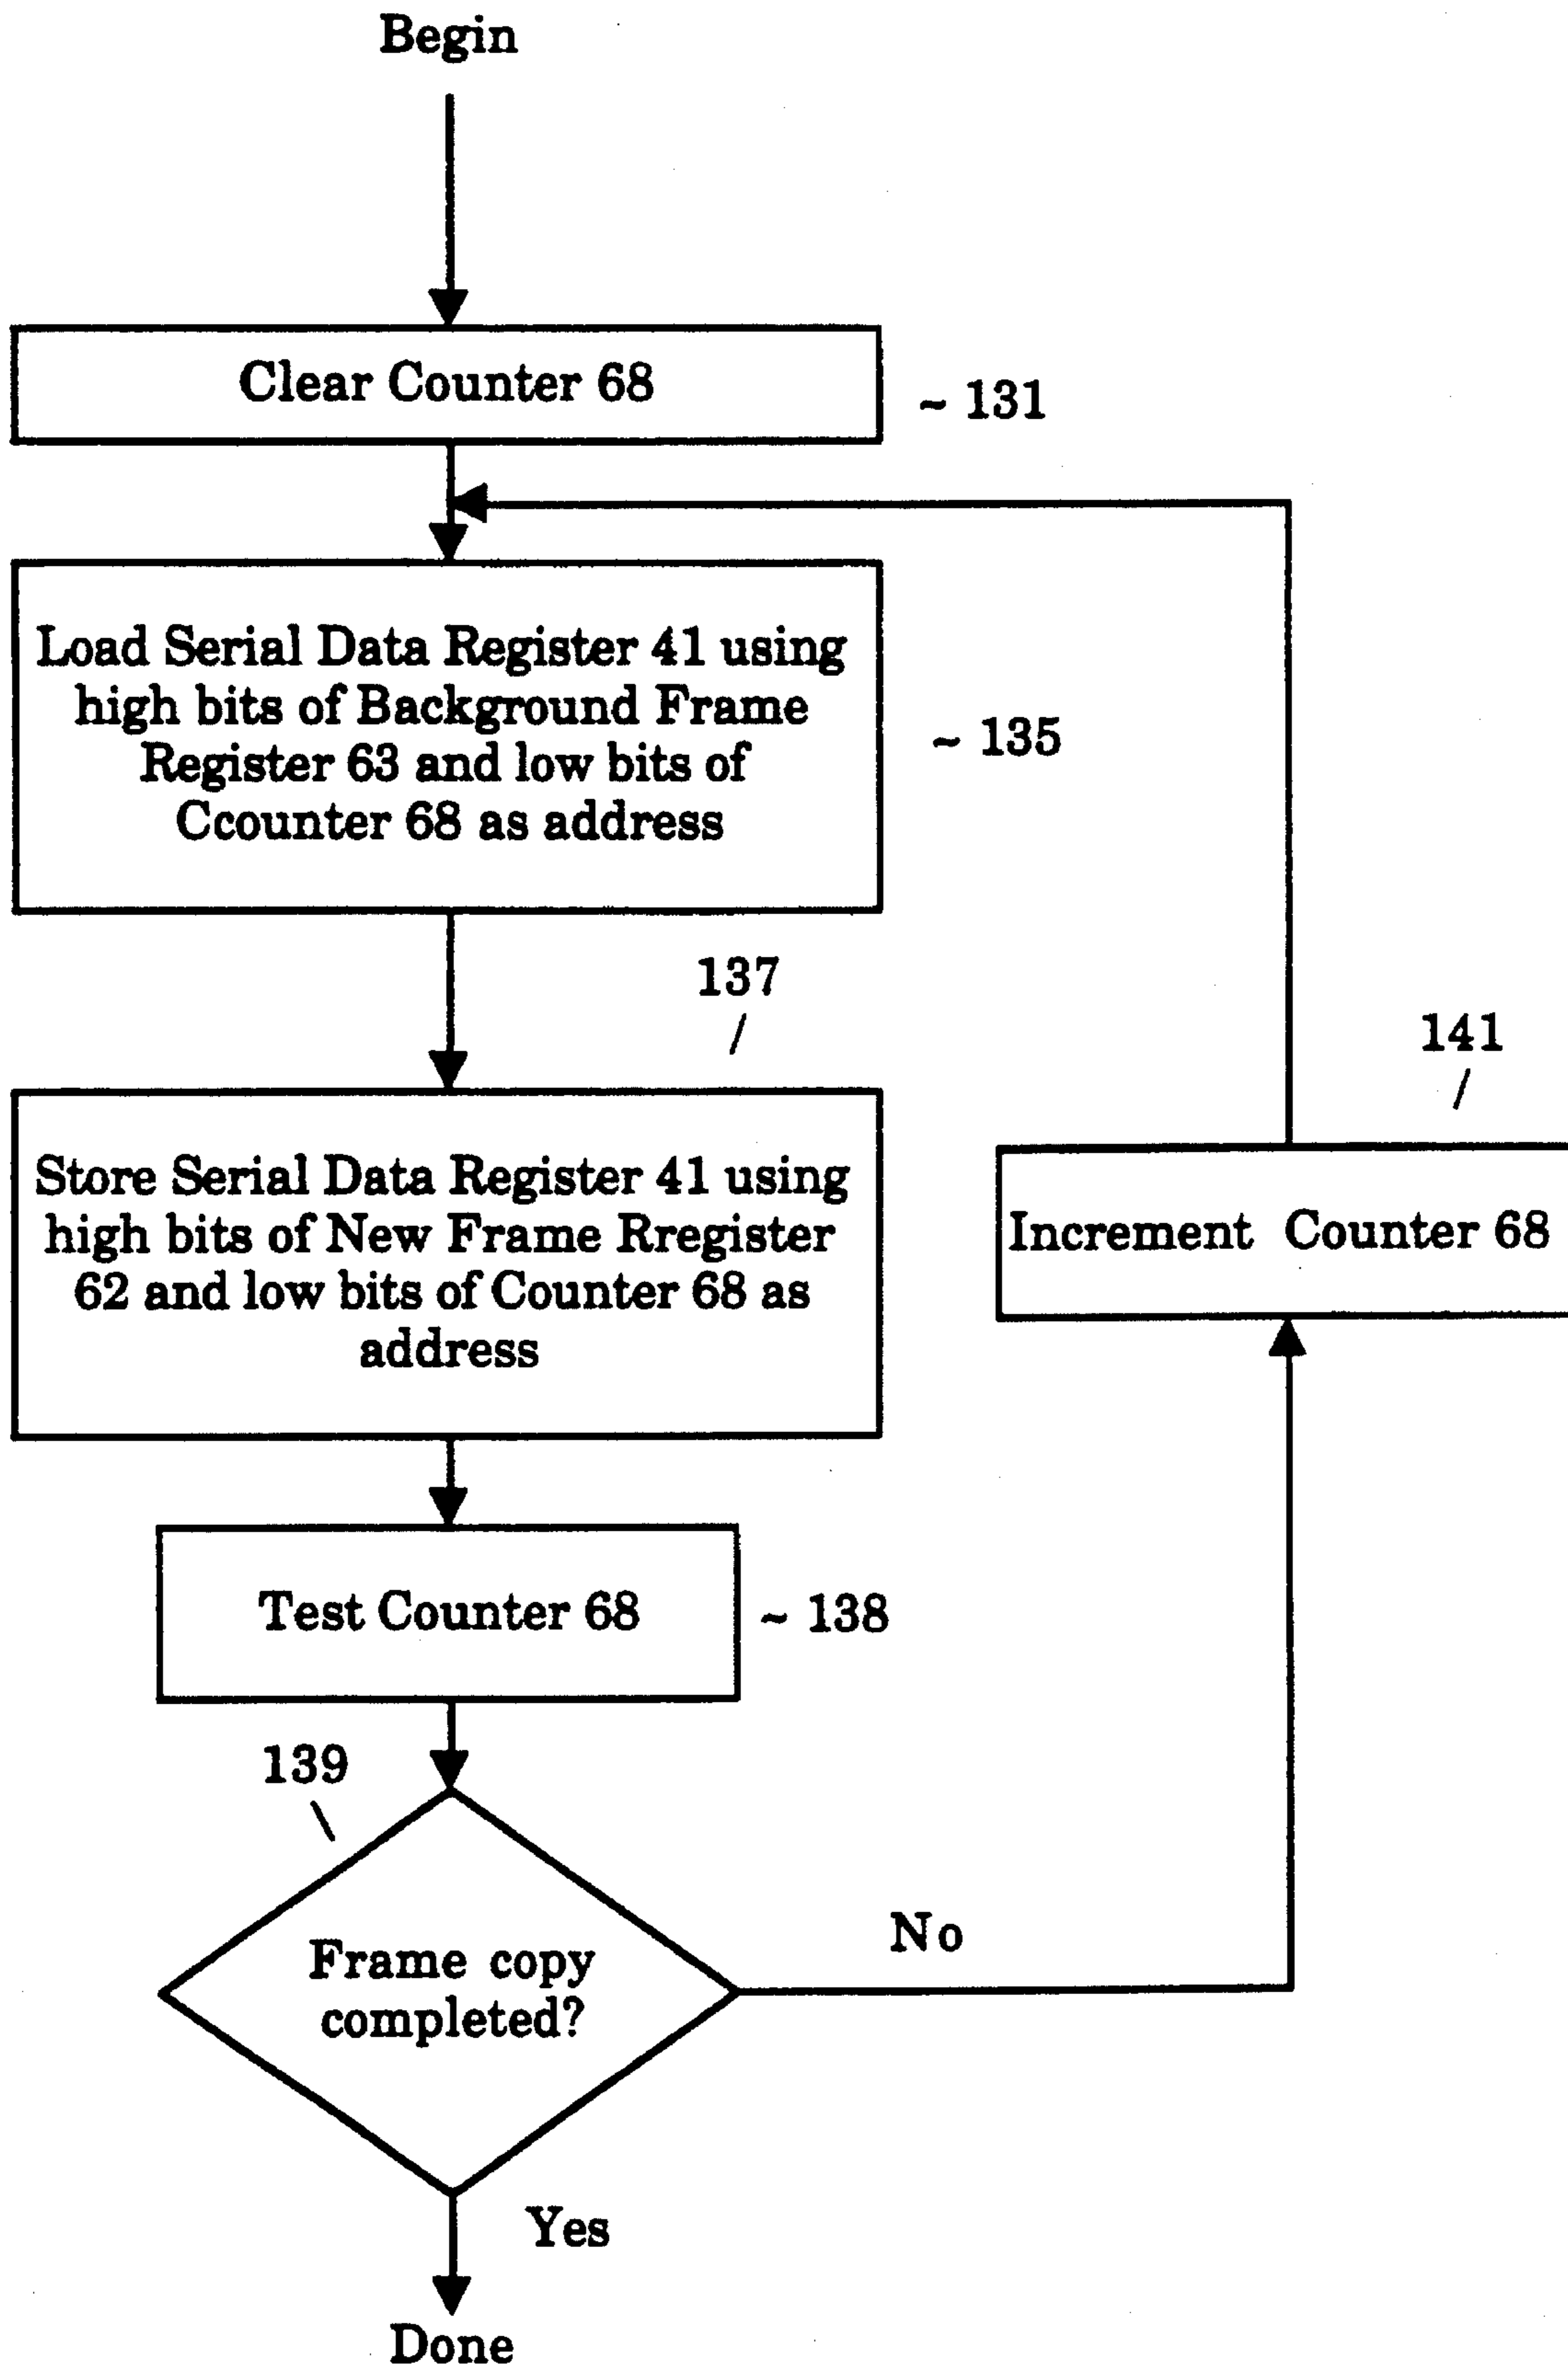 Begin
Clear Counter 68
~ 131
Load Serial Data Register 41 using
high bits of Background Frame
Register 63 and low bits of
Ccounter 68 as address
~ 135
137
Store Serial Data Register 41 using
high bits of New Frame Rregister
62 and low bits of Counter 68 as
address
141
Increment Counter 68
Test Counter 68
~ 138
139
Frame copy
completed?
No
Yes
Done